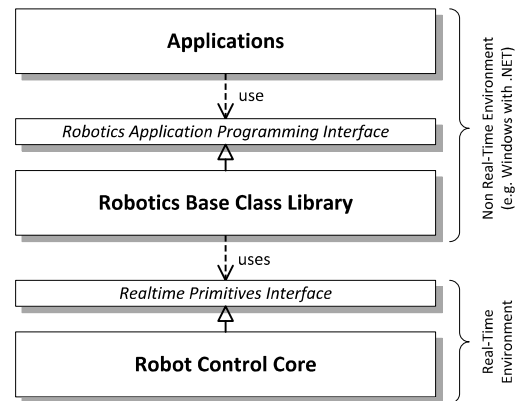 Applications
use
Robotics Application Programming Interface
Robotics Base Class Library
uses
Realtime Primitives Interface
Robot Control Core
Non Real-Time Environment
(e.g. Windows with .NET)
Real-Time
Environment